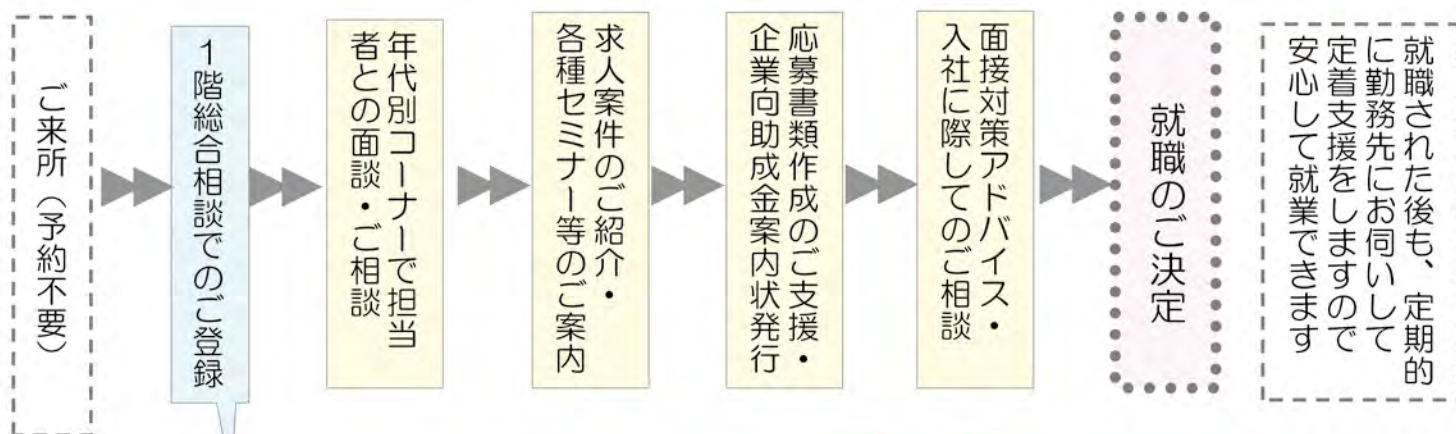 ご来所（予約不要）
1階総合相談でのご登録
年代別コーナーで担当
者との面談・ご相談
求人案件のご紹介・
各種セミナー等のご案内
応募書類作成のご支援・
企業向助成金案内状発行
面接対策アドバイス・
入社に際してのご相談
就職のご決定
就職された後も、定期的
に勤務先にお伺いして
定着支援をしますので
安心して就業できます